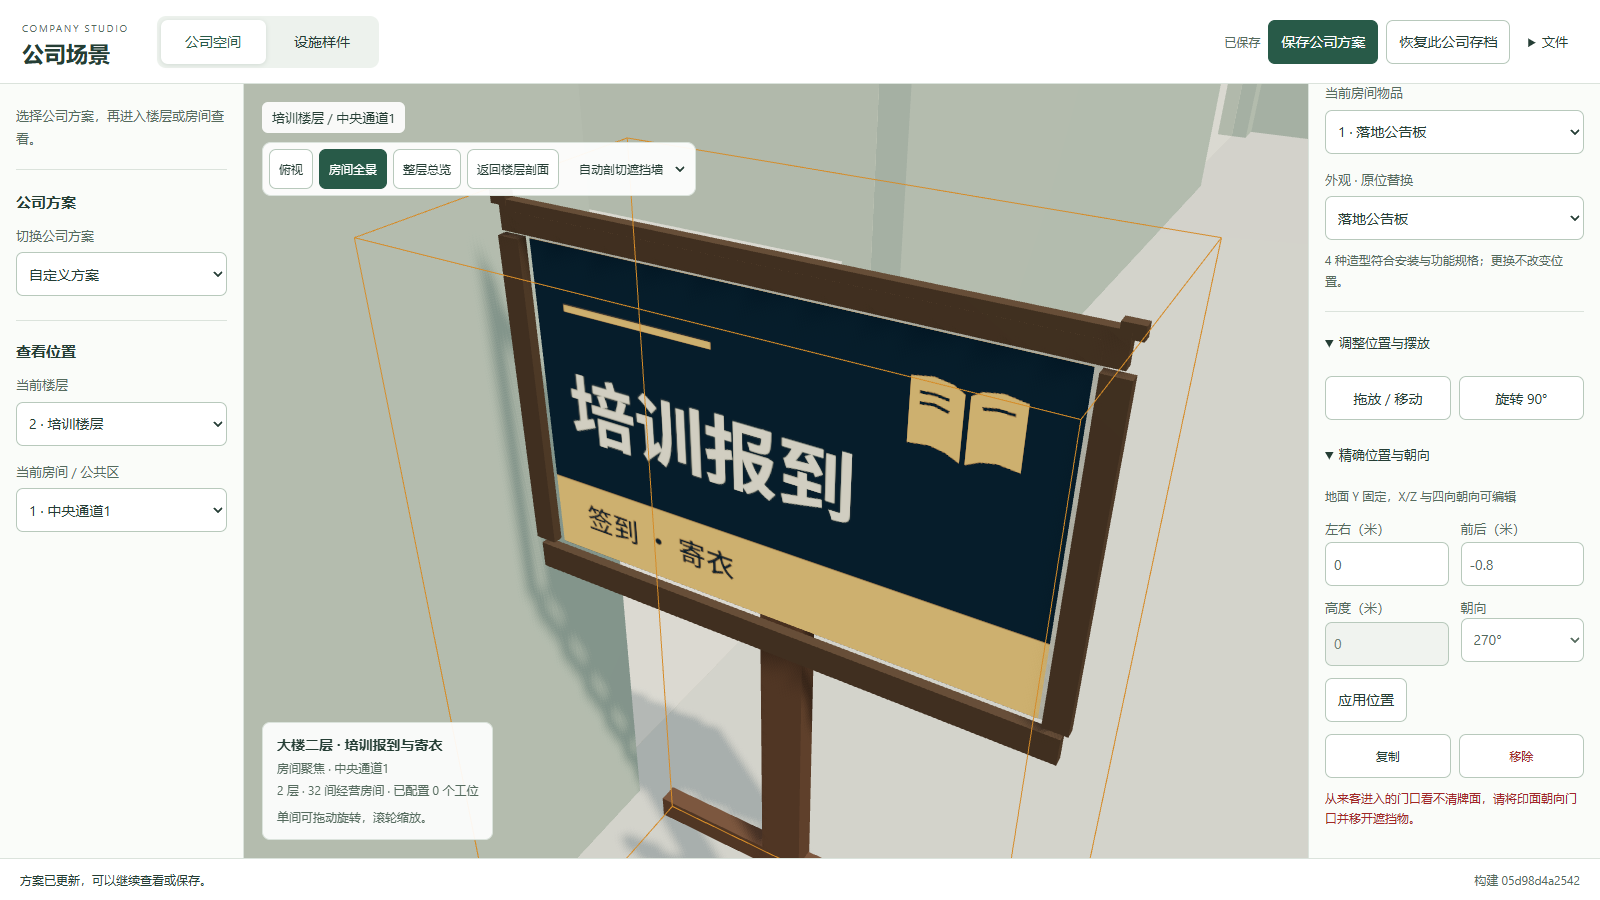 COMPANY STUDIO
公司场景
公司空间
设施样件
已保存
保存公司方案
恢复此公司存档
▶ 文件
选择公司方案，再进入楼层或房间查看。
公司方案
切换公司方案
自定义方案
查看位置
当前楼层
2 · 培训楼层
当前房间 / 公共区
1 · 中央通道1
培训楼层 / 中央通道1
俯视
房间全景
整层总览
返回楼层剖面
自动剖切遮挡墙
培训报到
签到 · 寄衣
大楼二层 · 培训报到与寄衣
房间聚焦 · 中央通道1
2 层 · 32 间经营房间 · 已配置 0 个工位
单间可拖动旋转，滚轮缩放。
当前房间物品
1 · 落地公告板
外观 · 原位替换
落地公告板
4 种造型符合安装与功能规格；更换不改变位置。
▼ 调整位置与摆放
拖放 / 移动
旋转 90°
▼ 精确位置与朝向
地面 Y 固定，X/Z 与四向朝向可编辑
左右（米）
前后（米）
0
-0.8
高度（米）
朝向
0
270°
应用位置
复制
移除
从来客进入的门口看不清牌面，请将印面朝向门口并移开遮挡物。
方案已更新，可以继续查看或保存。
构建 05d98d4a2542